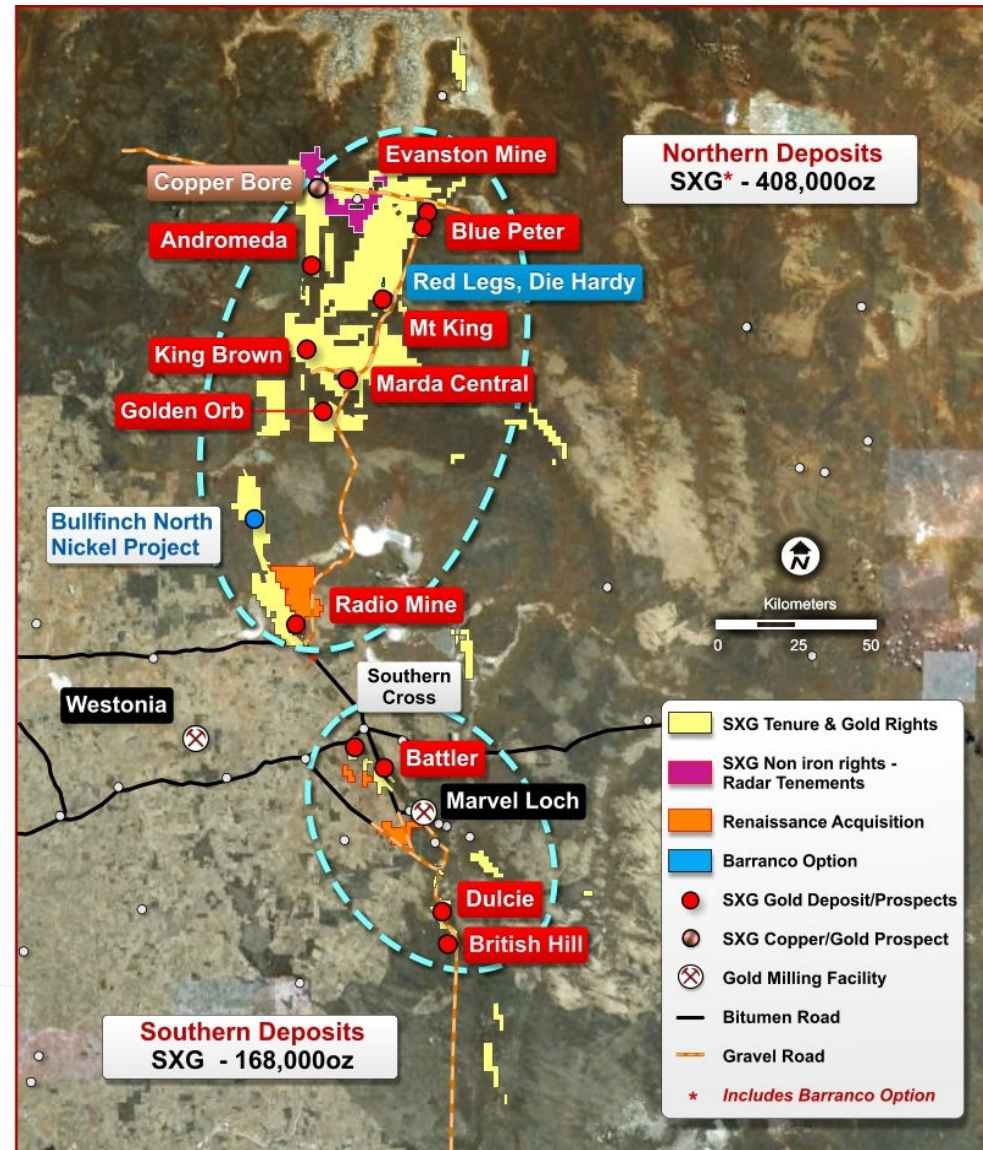 Evanston Mine
Northern Deposits
SXG* - 408,000oz
Copper Bore
Andromeda
Blue Peter
Red Legs, Die Hardy
Mt King
King Brown
Marda Central
Golden Orb
Bullfinch North
Nickel Project
N
Kilometers
0 25 50
Radio Mine
Southern
Cross
Westonia
Battler
Marvel Loch
Dulcie
British Hill
Southern Deposits
SXG - 168,000oz
SXG Tenure & Gold Rights
SXG Non iron rights -
Radar Tenements
Renaissance Acquisition
Barranco Option
SXG Gold Deposit/Prospects
SXG Copper/Gold Prospect
Gold Milling Facility
Bitumen Road
Gravel Road
* Includes Barranco Option